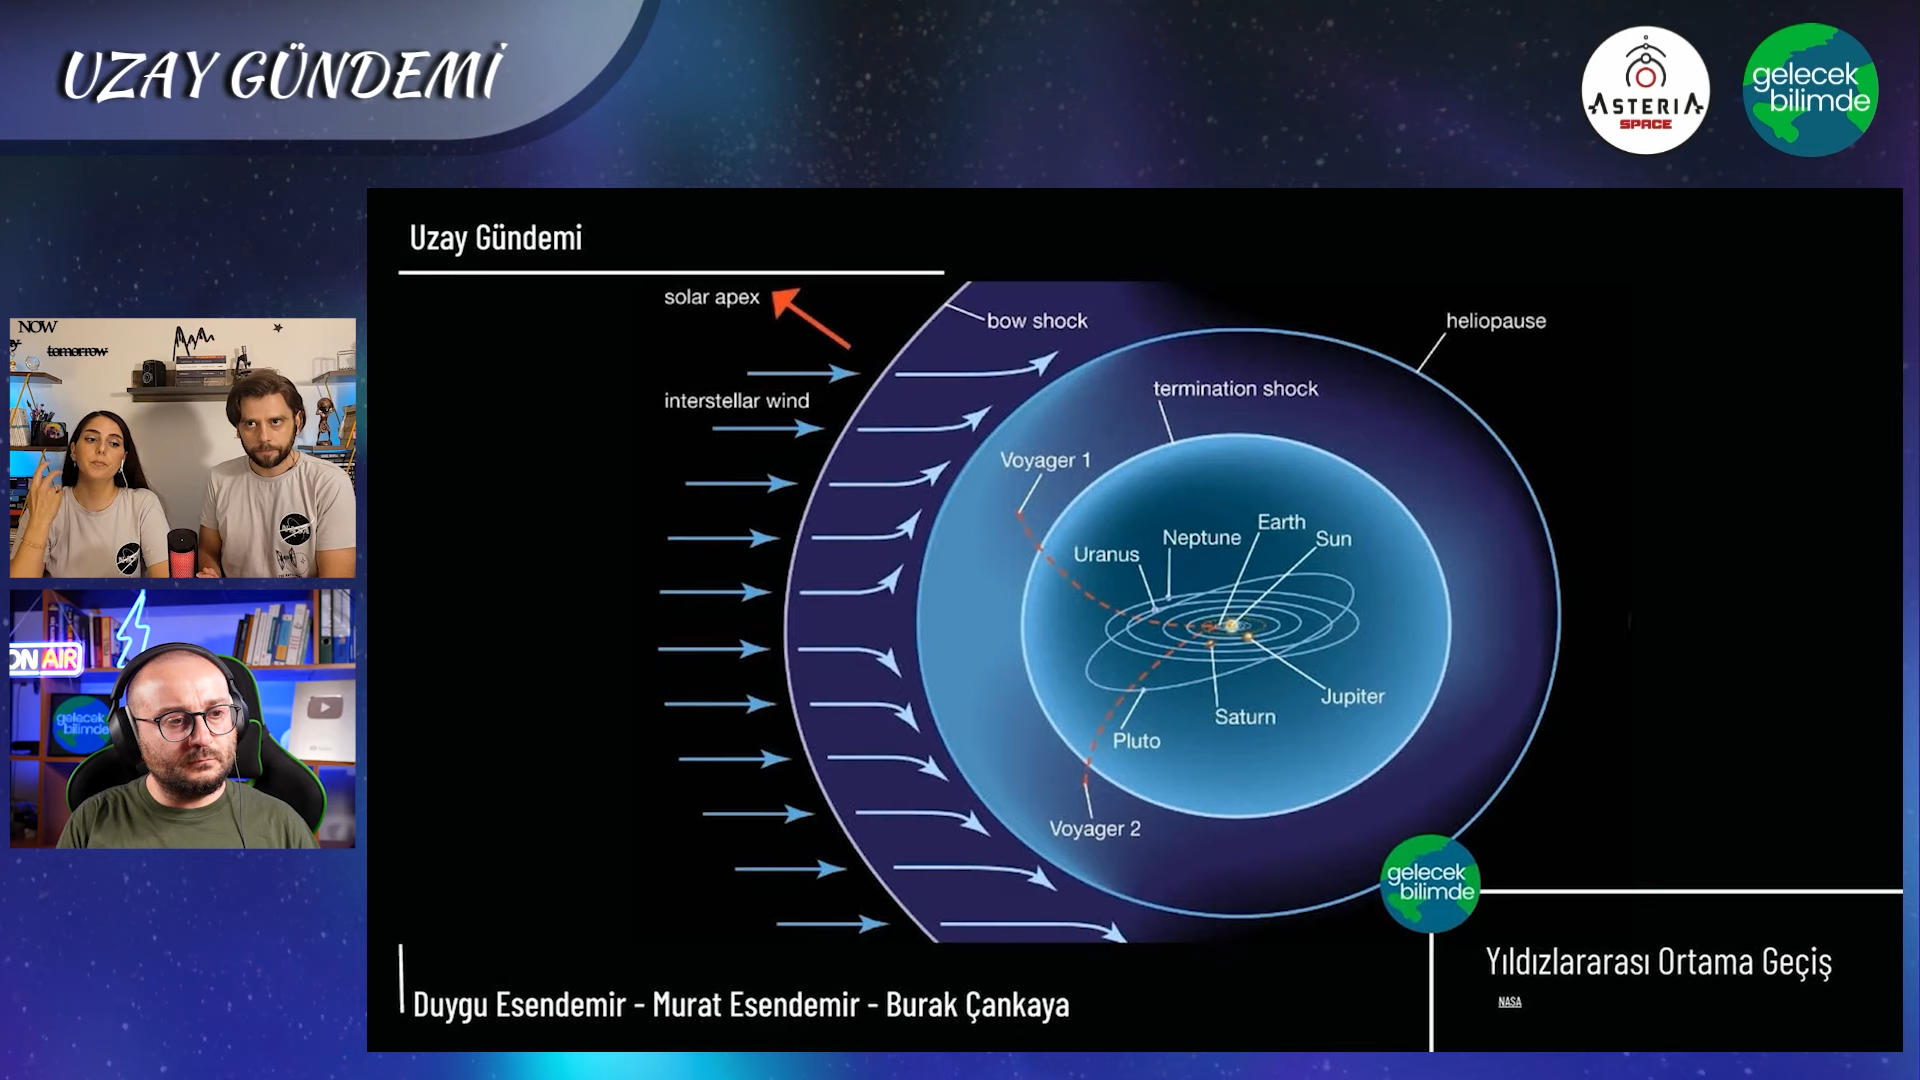 UZAY GÜNDEMİ
ASTERIA
SPACE
gelecek
bilimde
Uzay Gündemi
solar apex
bow shock
heliopause
termination shock
interstellar wind
Voyager 1
Earth
Neptune
Sun
Uranus
Jupiter
Saturn
Pluto
Voyager 2
gelecek
bilimde
Yıldızlararası Ortama Geçiş
NASA
Duygu Esendemir - Murat Esendemir - Burak Çankaya
NOW
tomorrow
ON AIR
gelecek
bilimde